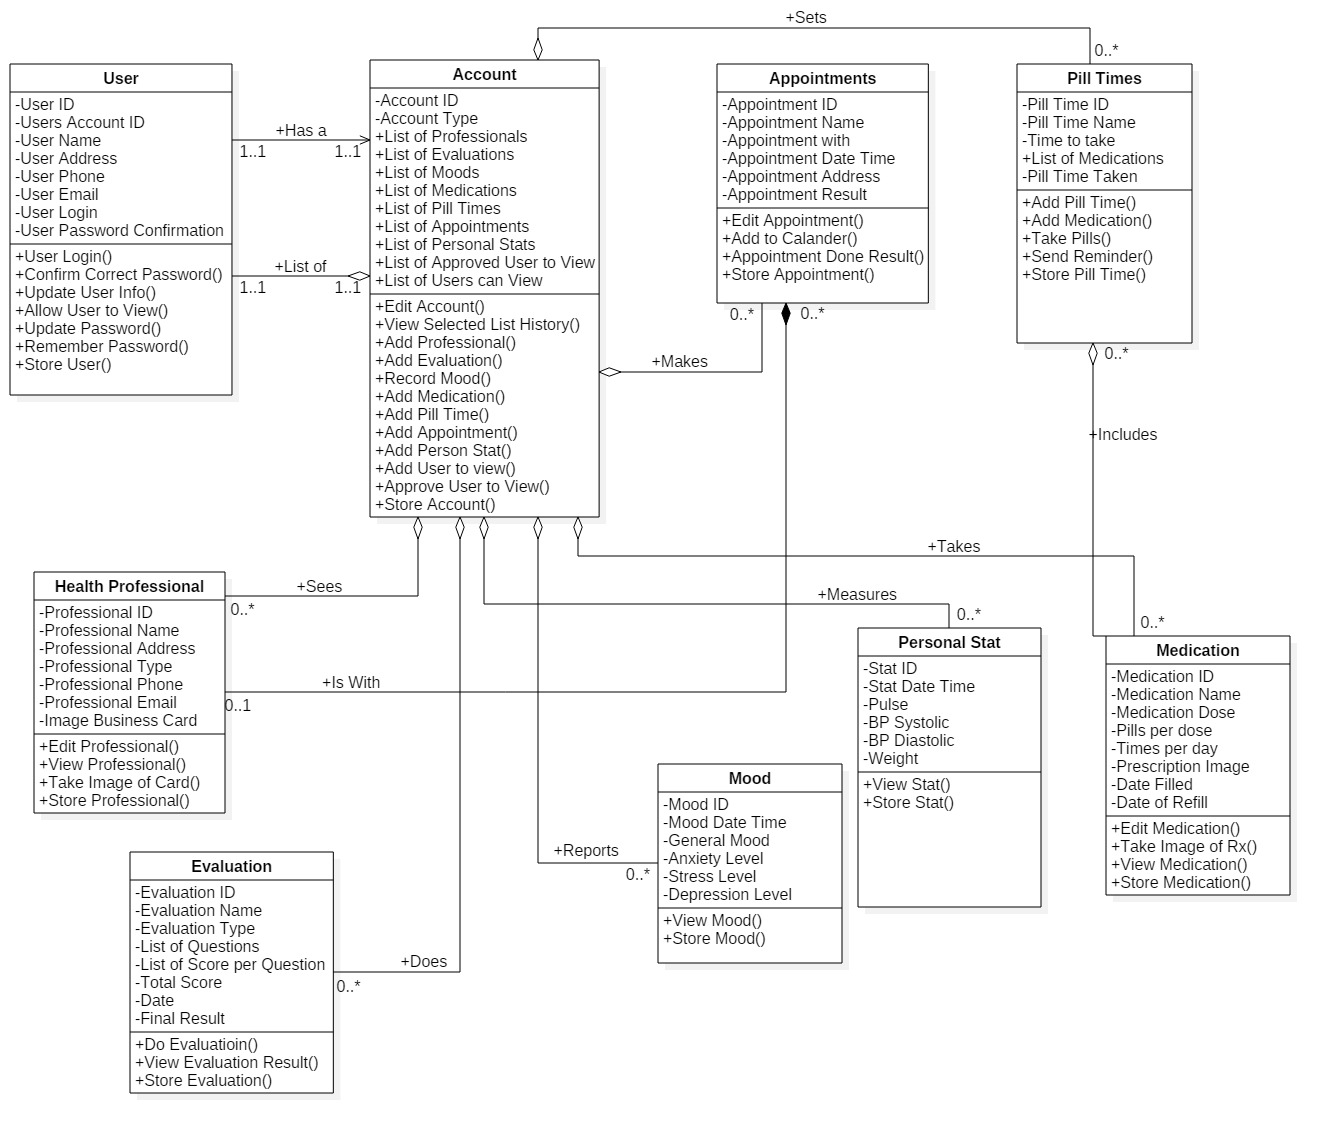 +Sets
0..*
User
-User ID
-Users Account ID
-User Name
-User Address
-User Phone
-User Email
-User Login
-User Password Confirmation
+User Login()
+Confirm Correct Password()
+Update User Info()
+Allow User to View()
+Update Password()
+Remember Password()
+Store User()
+Has a
1..1
1..1
+List of
1..1
1..1
Account
-Account ID
-Account Type
+List of Professionals
+List of Evaluations
+List of Moods
+List of Medications
+List of Pill Times
+List of Appointments
+List of Personal Stats
+List of Approved User to View
+List of Users can View
+Edit Account()
+View Selected List History()
+Add Professional()
+Add Evaluation()
+Record Mood()
+Add Medication()
+Add Pill Time()
+Add Appointment()
+Add Person Stat()
+Add User to view()
+Approve User to View()
+Store Account()
Appointments
-Appointment ID
-Appointment Name
-Appointment with
-Appointment Date Time
-Appointment Address
-Appointment Result
+Edit Appointment()
+Add to Calander()
+Appointment Done Result()
+Store Appointment()
0..*
0..*
+Makes
Pill Times
-Pill Time ID
-Pill Time Name
-Time to take
+List of Medications
-Pill Time Taken
+Add Pill Time()
+Add Medication()
+Take Pills()
+Send Reminder()
+Store Pill Time()
0..*
+Includes
+Takes
0..*
+Measures
0..*
+Sees
0..*
Health Professional
-Professional ID
-Professional Name
-Professional Address
-Professional Type
-Professional Phone
-Professional Email
-Image Business Card
+Edit Professional()
+View Professional()
+Take Image of Card()
+Store Professional()
+Is With
0..1
Personal Stat
-Stat ID
-Stat Date Time
-Pulse
-BP Systolic
-BP Diastolic
-Weight
+View Stat()
+Store Stat()
Medication
-Medication ID
-Medication Name
-Medication Dose
-Pills per dose
-Times per day
-Prescription Image
-Date Filled
-Date of Refill
+Edit Medication()
+Take Image of Rx()
+View Medication()
+Store Medication()
Mood
-Mood ID
-Mood Date Time
-General Mood
-Anxiety Level
-Stress Level
-Depression Level
+View Mood()
+Store Mood()
+Reports
0..*
Evaluation
-Evaluation ID
-Evaluation Name
-Evaluation Type
-List of Questions
-List of Score per Question
-Total Score
-Date
-Final Result
+Do Evaluatioin()
+View Evaluation Result()
+Store Evaluation()
+Does
0..*